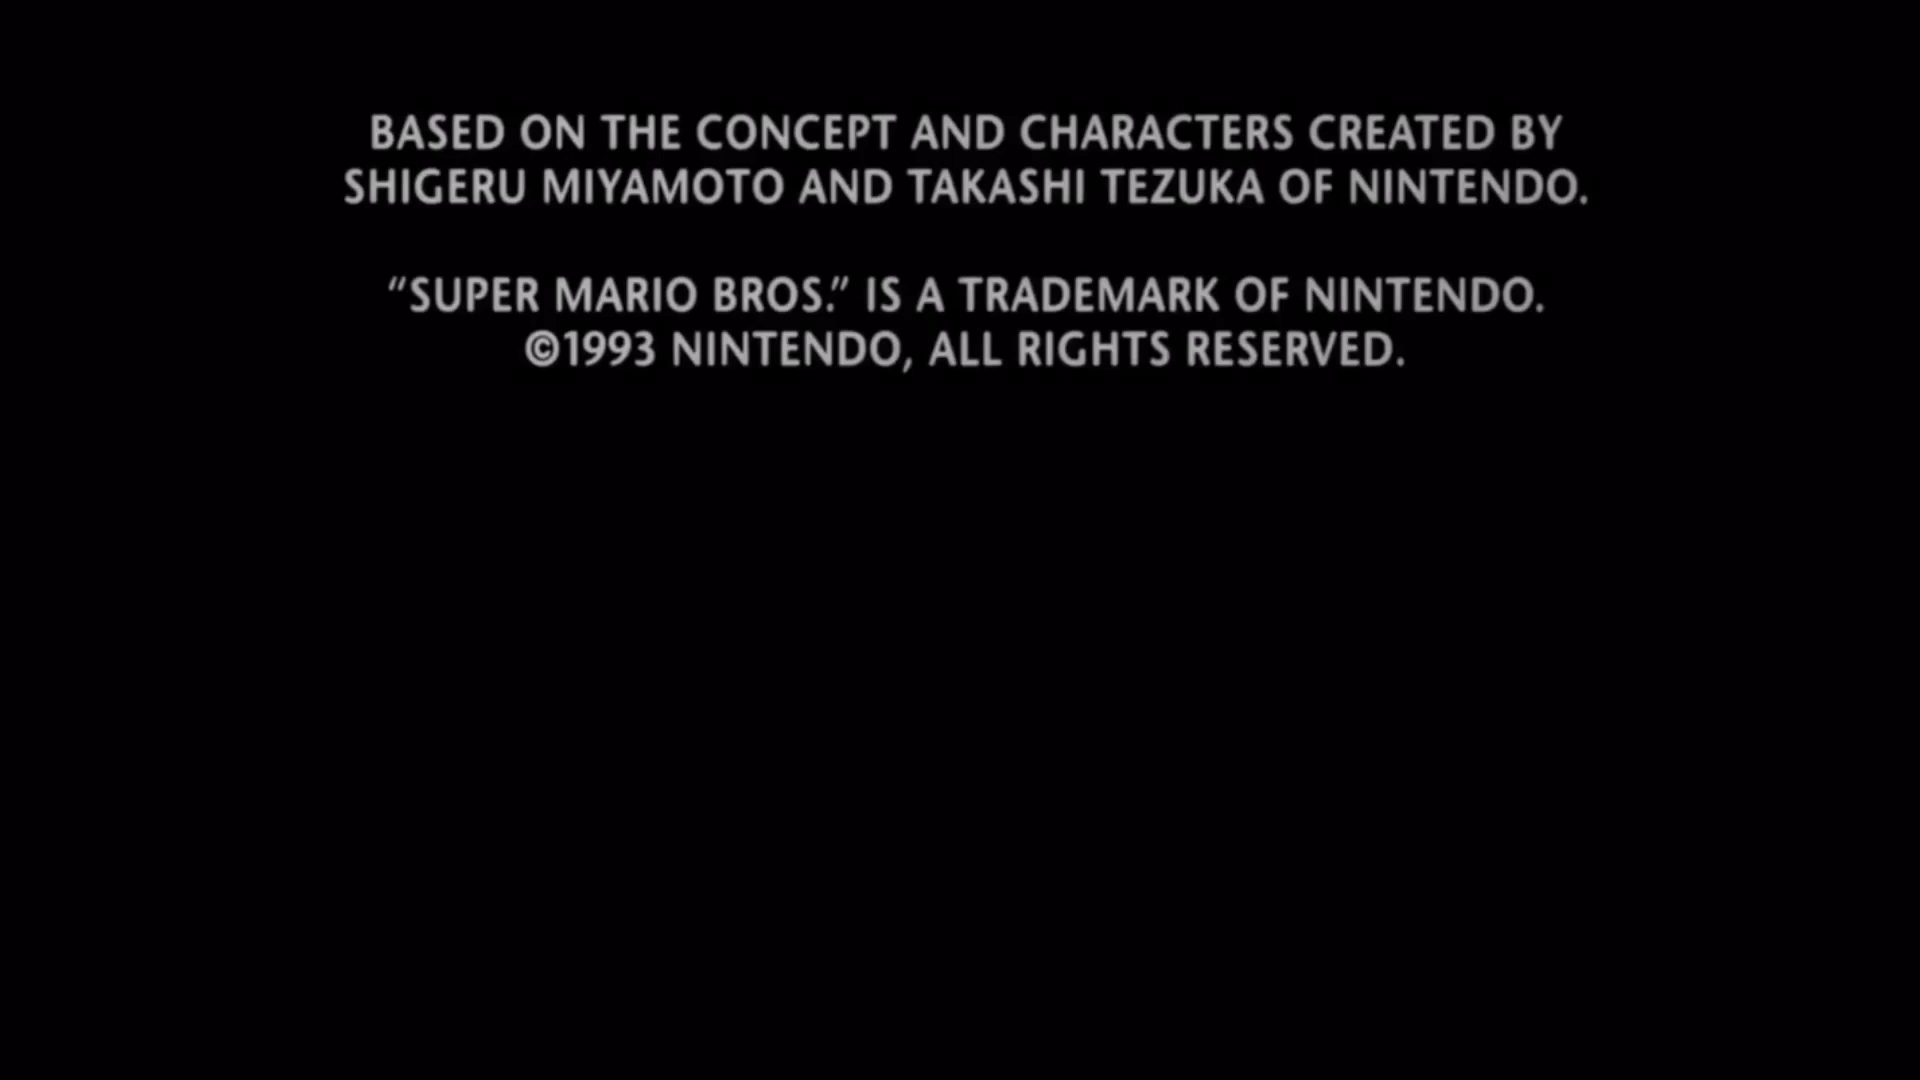 BASED ON THE CONCEPT AND CHARACTERS CREATED BY
SHIGERU MIYAMOTO AND TAKASHI TEZUKA OF NINTENDO.
“SUPER MARIO BROS.” IS A TRADEMARK OF NINTENDO.
©1993 NINTENDO, ALL RIGHTS RESERVED.